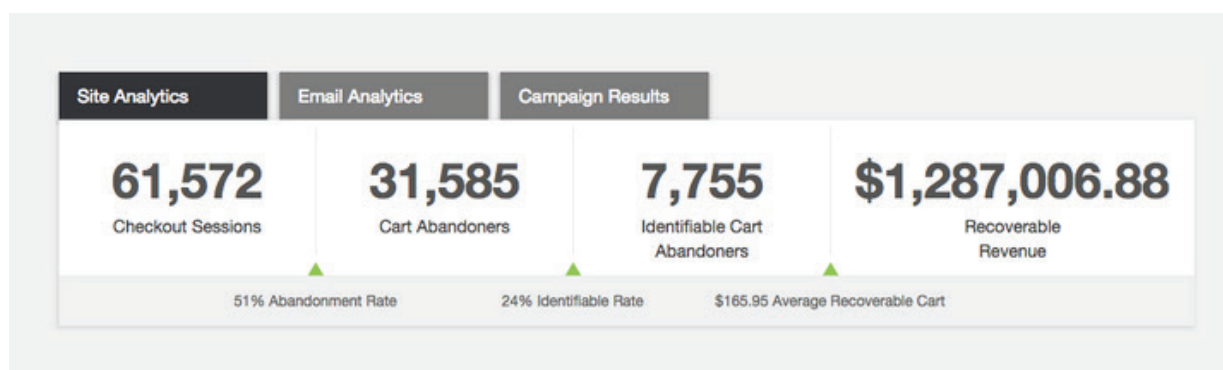 Site Analytics
Email Analytics
Campaign Results
61,572
Checkout Sessions
31,585
Cart Abandoners
7,755
Identifiable Cart
Abandoners
$1,287,006.88
Recoverable
Revenue
51% Abandonment Rate
24% Identifiable Rate
$165.95 Average Recoverable Cart